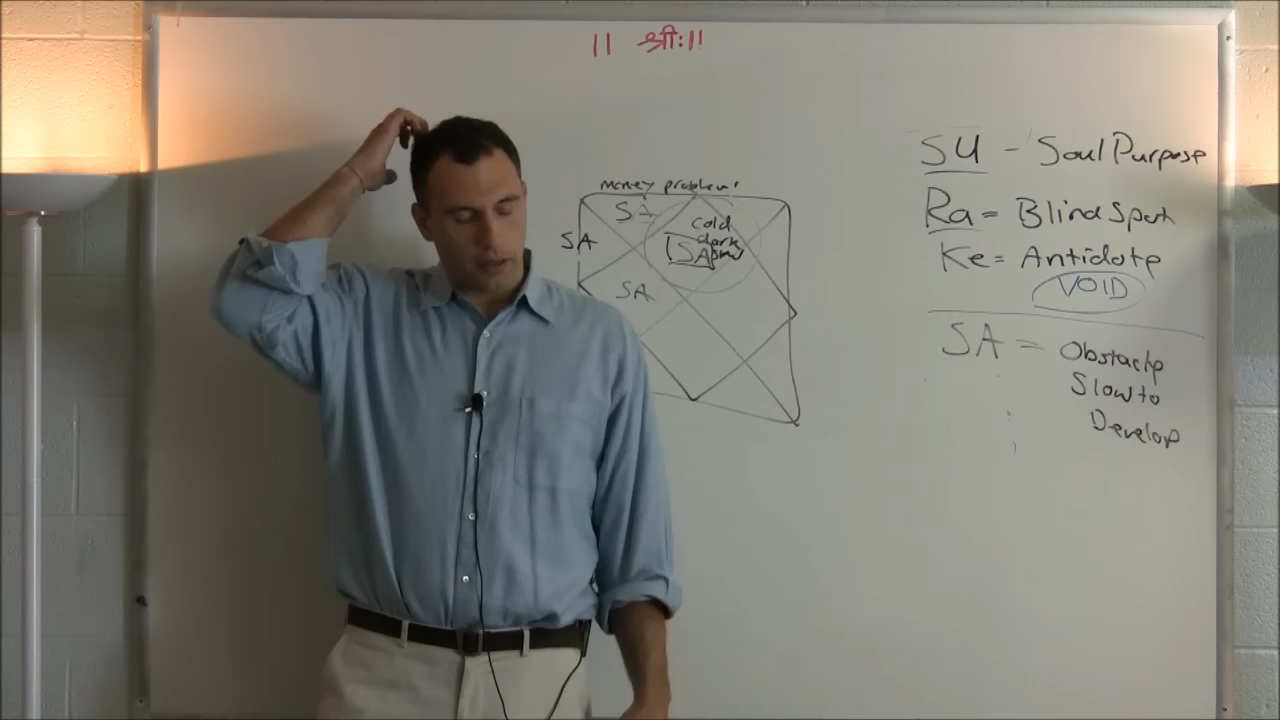 || श्रीः ||
money problem
SA
cold
dark
SA
SA
SA
SU - Soul Purpose
Ra = Blind Spot
Ke = Antidote
VOID
SA = Obstacle
Slow to
Develop